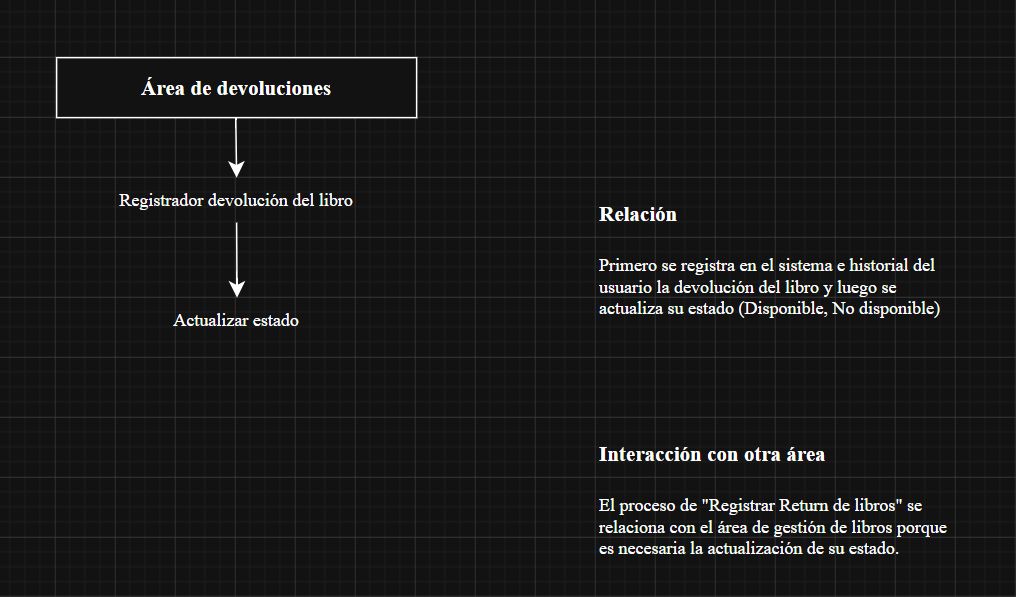 Área de devoluciones
Registrador devolución del libro
Actualizar estado
Relación
Primero se registra en el sistema e historial del
usuario la devolución del libro y luego se
actualiza su estado (Disponible, No disponible)
Interacción con otra área
El proceso de "Registrar Return de libros" se
relaciona con el área de gestión de libros porque
es necesaria la actualización de su estado.